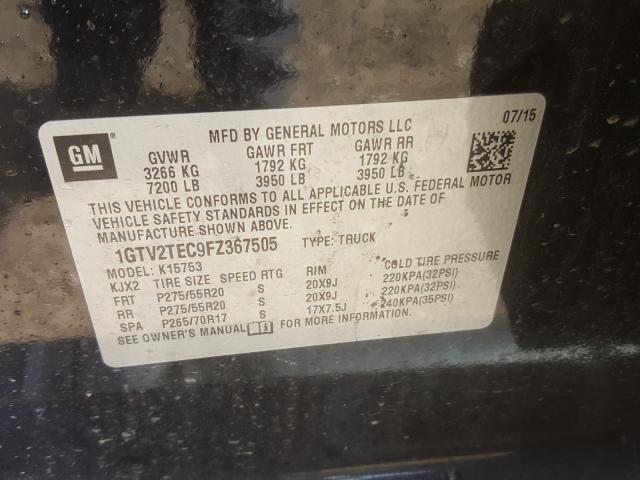 GM
MFD BY GENERAL MOTORS LLC 07/15
GVWR GAWR FRT GAWR RR
3266 KG 1792 KG 1792 KG
7200 LB 3950 LB 3950 LB
THIS VEHICLE CONFORMS TO ALL APPLICABLE U.S. FEDERAL MOTOR
VEHICLE SAFETY STANDARDS IN EFFECT ON THE DATE OF
MANUFACTURE SHOWN ABOVE.
1GTV2TEC9FZ367505 TYPE: TRUCK
MODEL: K15753
KJX2 TIRE SIZE SPEED RTG RIM COLD TIRE PRESSURE
FRT P275/55R20 S 20X9J 220KPA(32PSI)
RR P275/55R20 S 20X9J 220KPA(32PSI)
SPA P265/70R17 S 17X7.5J 240KPA(35PSI)
SEE OWNER'S MANUAL FOR MORE INFORMATION.